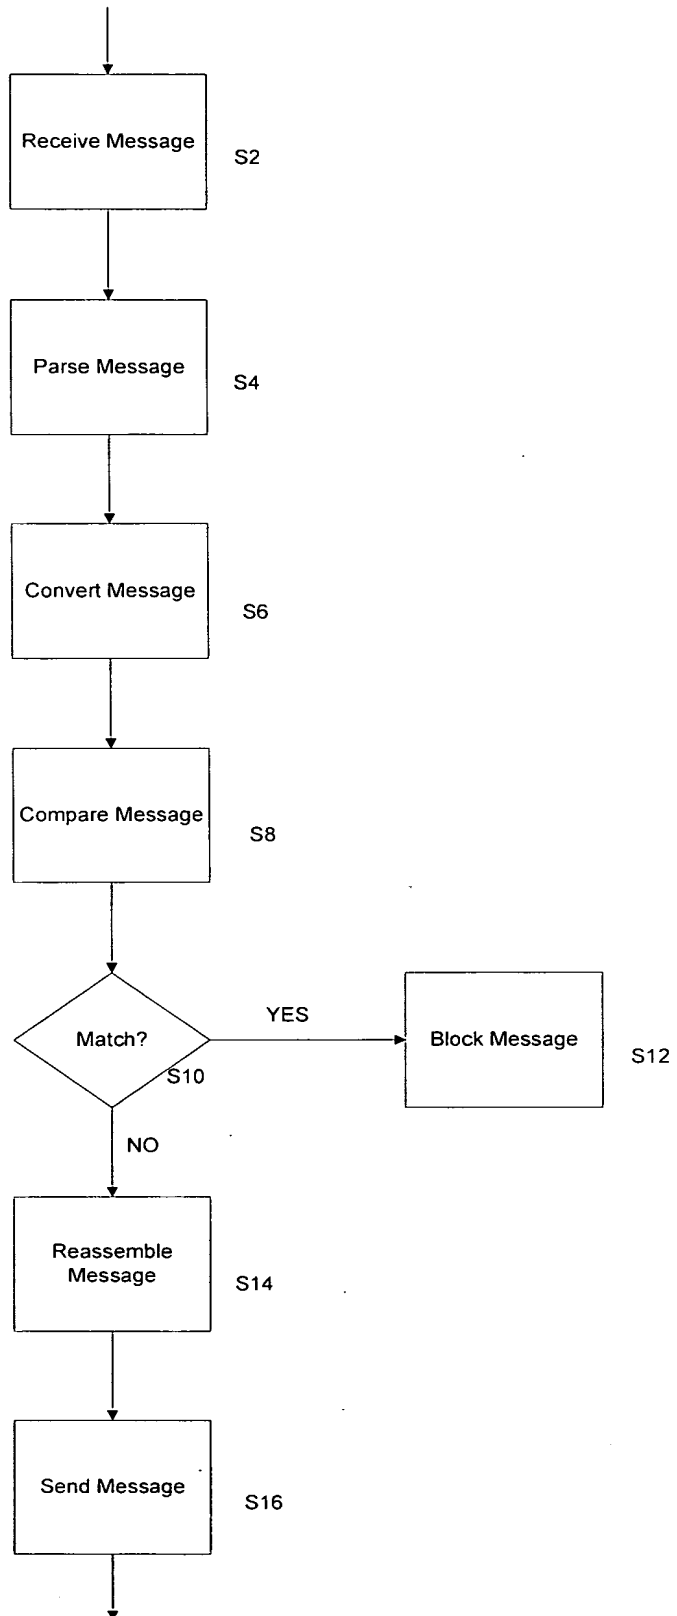 Receive Message
S2
Parse Message
S4
Convert Message
S6
Compare Message
S8
Match?
S10
YES
Block Message
S12
NO
Reassemble
Message
S14
Send Message
S16